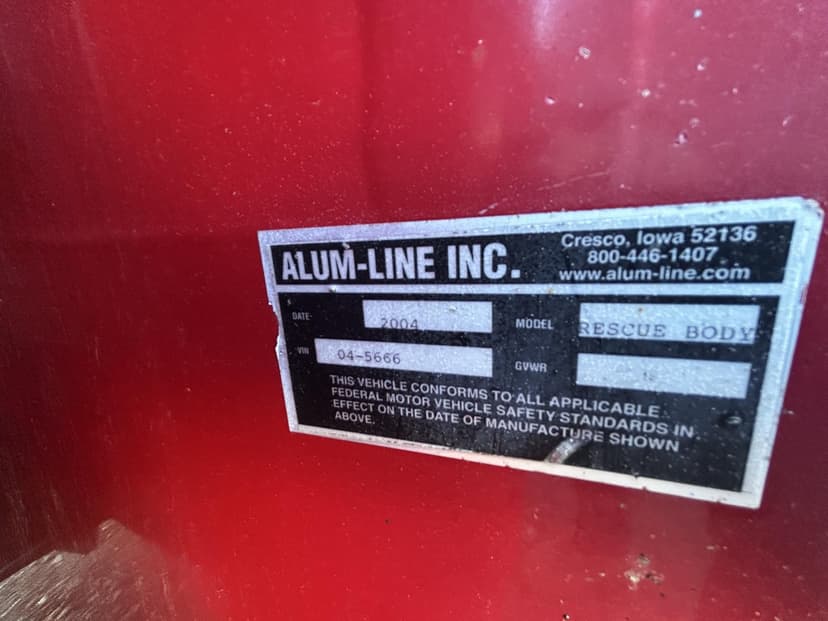 ALUM-LINE INC.
Cresco, Iowa 52136
800-446-1407
www.alum-line.com
DATE 2004 MODEL RESCUE BODY
VIN 04-5666 GVWR
THIS VEHICLE CONFORMS TO ALL APPLICABLE
FEDERAL MOTOR VEHICLE SAFETY STANDARDS IN
EFFECT ON THE DATE OF MANUFACTURE SHOWN
ABOVE.